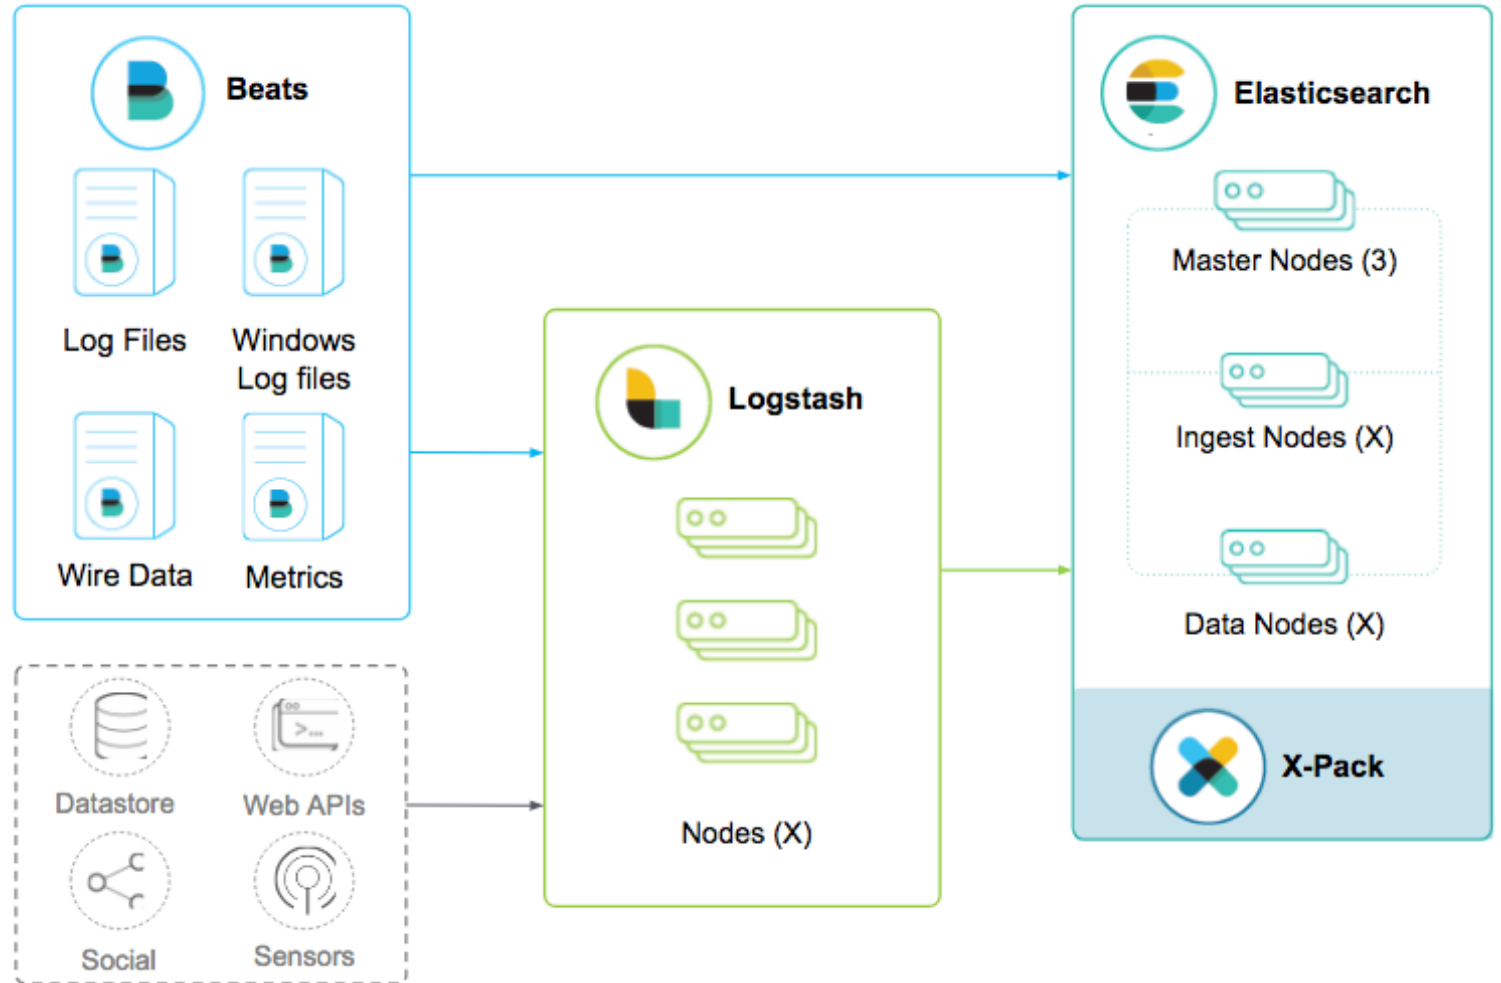 Beats
Log Files
Windows
Log files
Wire Data
Metrics
Datastore
Web APIs
Social
Sensors
Logstash
Nodes (X)
Elasticsearch
Master Nodes (3)
Ingest Nodes (X)
Data Nodes (X)
X-Pack